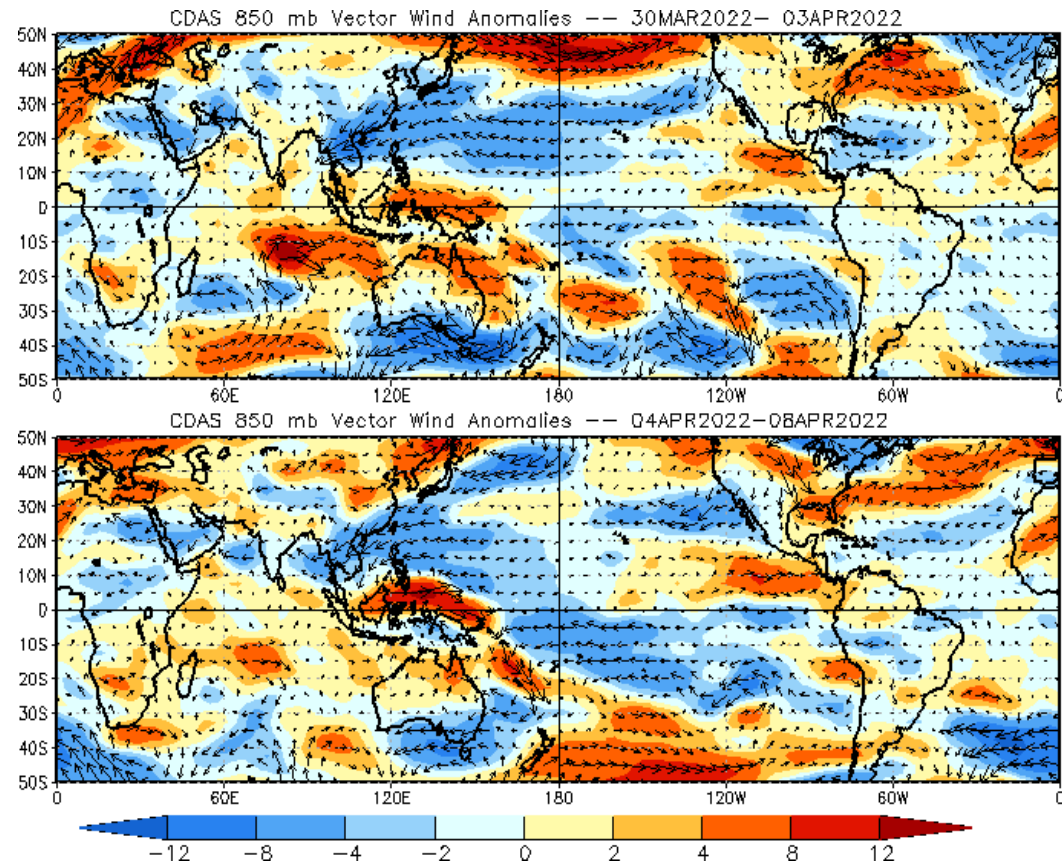 CDAS 850 mb Vector Wind Anomalies -- 30MAR2022- 03APR2022
50N
40N
30N
20N
10N
0
10S
20S
30S
40S
50S
0 60E 120E 180 120W 60W 0
CDAS 850 mb Vector Wind Anomalies -- 04APR2022-08APR2022
50N
40N
30N
20N
10N
0
10S
20S
30S
40S
50S
0 60E 120E 180 120W 60W 0
-12 -8 -4 -2 0 2 4 8 12